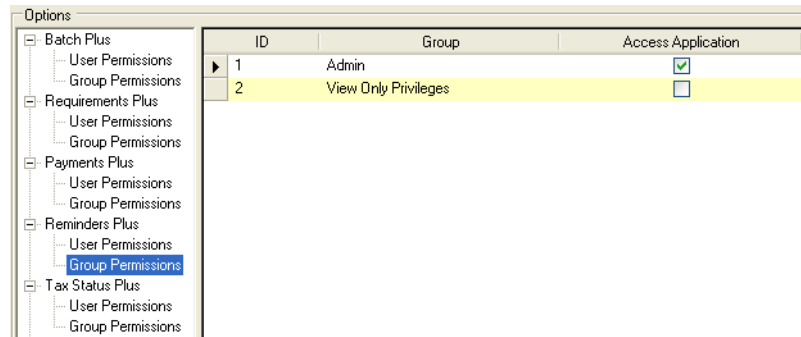 Options
Batch Plus
User Permissions
Group Permissions
Requirements Plus
User Permissions
Group Permissions
Payments Plus
User Permissions
Group Permissions
Reminders Plus
User Permissions
Group Permissions
Tax Status Plus
User Permissions
Group Permissions
ID Group Access Application
1 Admin
2 View Only Privileges